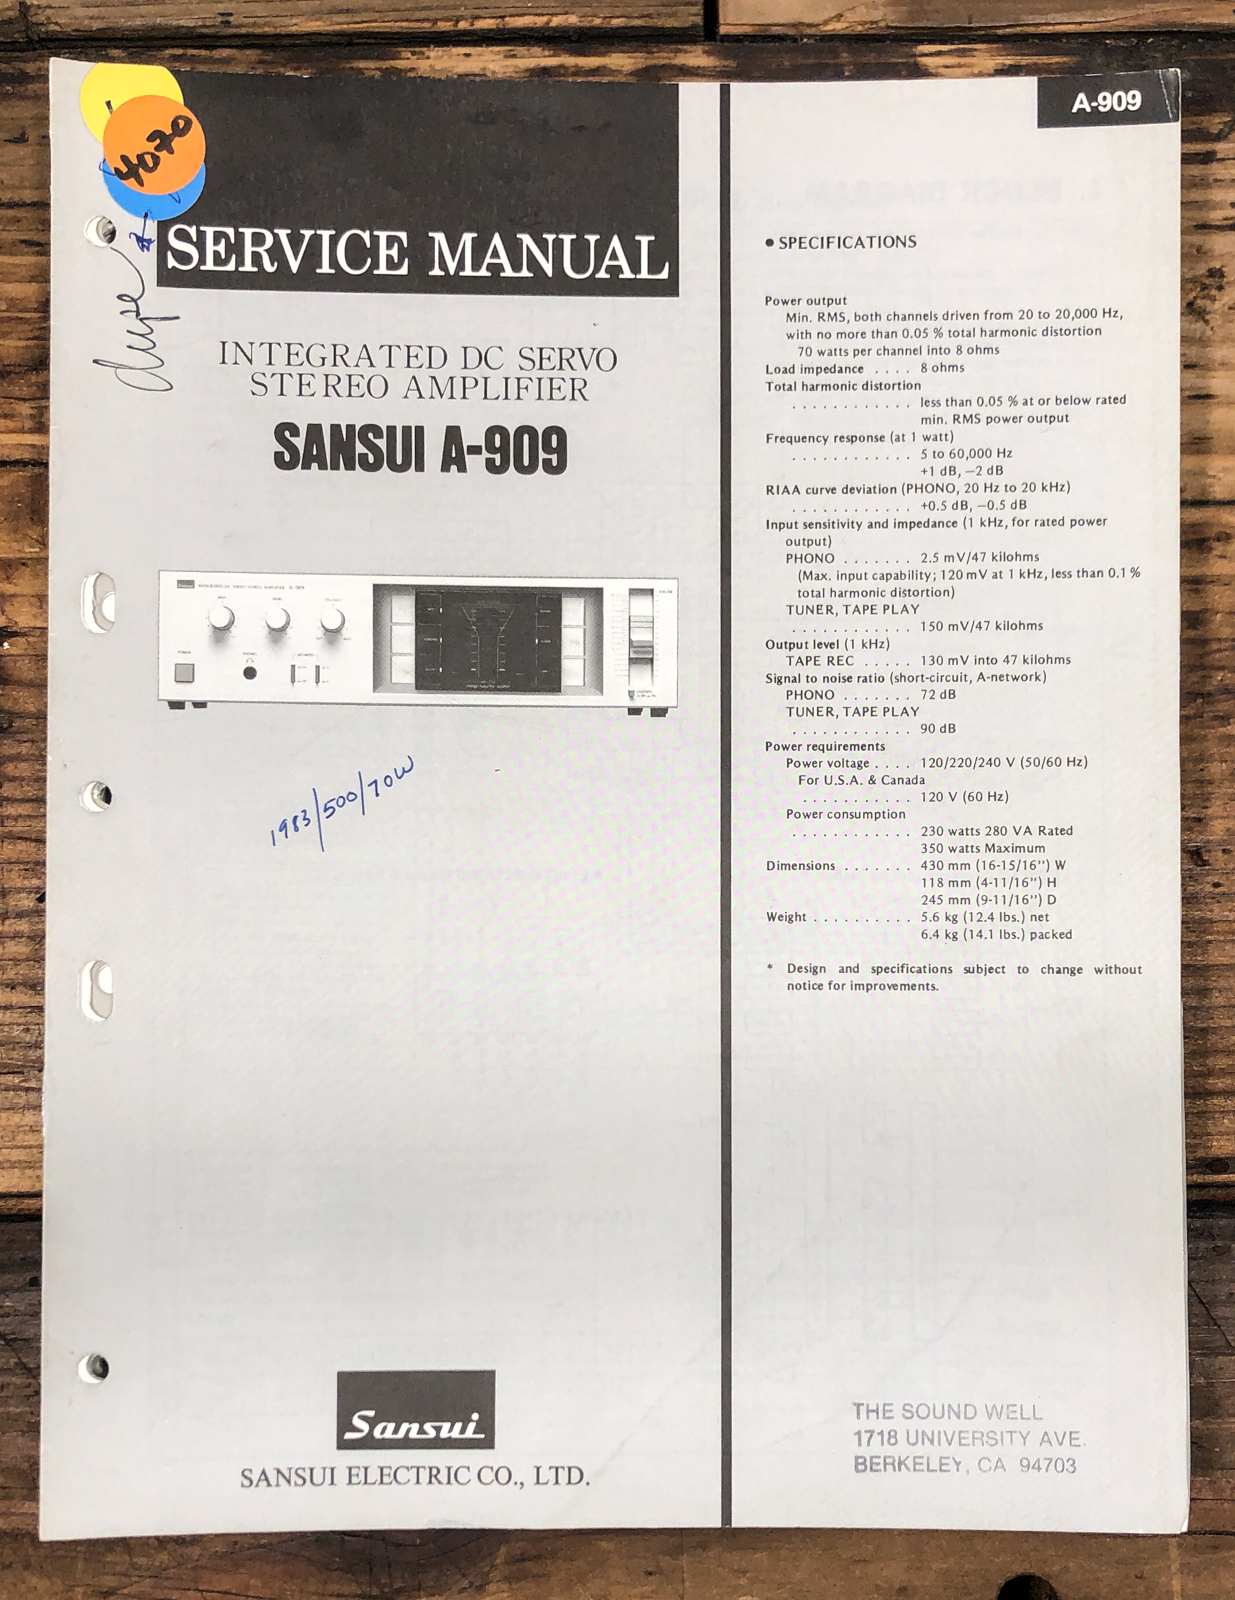 4070
dupe
SERVICE MANUAL
INTEGRATED DC SERVO
STEREO AMPLIFIER
SANSUI A-909
1983/500/70W
Sansui
SANSUI ELECTRIC CO., LTD.
A-909
● SPECIFICATIONS
Power output
Min. RMS, both channels driven from 20 to 20,000 Hz,
with no more than 0.05 % total harmonic distortion
70 watts per channel into 8 ohms
Load impedance . . . . 8 ohms
Total harmonic distortion
. . . . . . . . . . . . less than 0.05 % at or below rated
min. RMS power output
Frequency response (at 1 watt)
. . . . . . . . . . . . 5 to 60,000 Hz
+1 dB, −2 dB
RIAA curve deviation (PHONO, 20 Hz to 20 kHz)
. . . . . . . . . . . . +0.5 dB, −0.5 dB
Input sensitivity and impedance (1 kHz, for rated power
output)
PHONO . . . . . . . 2.5 mV/47 kilohms
(Max. input capability; 120 mV at 1 kHz, less than 0.1 %
total harmonic distortion)
TUNER, TAPE PLAY
. . . . . . . . . . . . 150 mV/47 kilohms
Output level (1 kHz)
TAPE REC . . . . . 130 mV into 47 kilohms
Signal to noise ratio (short-circuit, A-network)
PHONO . . . . . . . 72 dB
TUNER, TAPE PLAY
. . . . . . . . . . . . 90 dB
Power requirements
Power voltage . . . . 120/220/240 V (50/60 Hz)
For U.S.A. & Canada
. . . . . . . . . . . 120 V (60 Hz)
Power consumption
. . . . . . . . . . . . 230 watts 280 VA Rated
350 watts Maximum
Dimensions . . . . . . . 430 mm (16-15/16") W
118 mm (4-11/16") H
245 mm (9-11/16") D
Weight . . . . . . . . . . 5.6 kg (12.4 lbs.) net
6.4 kg (14.1 lbs.) packed
* Design and specifications subject to change without
notice for improvements.
THE SOUND WELL
1718 UNIVERSITY AVE.
BERKELEY, CA 94703